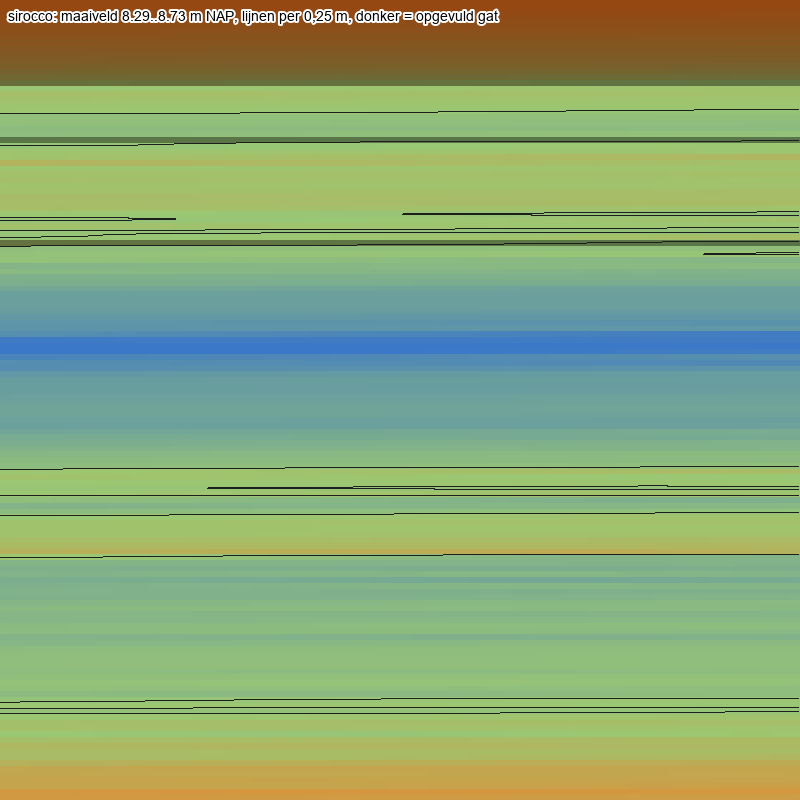 sirocco: maaiveld 8.29..8.73 m NAP, lijnen per 0,25 m, donker = opgevuld gat